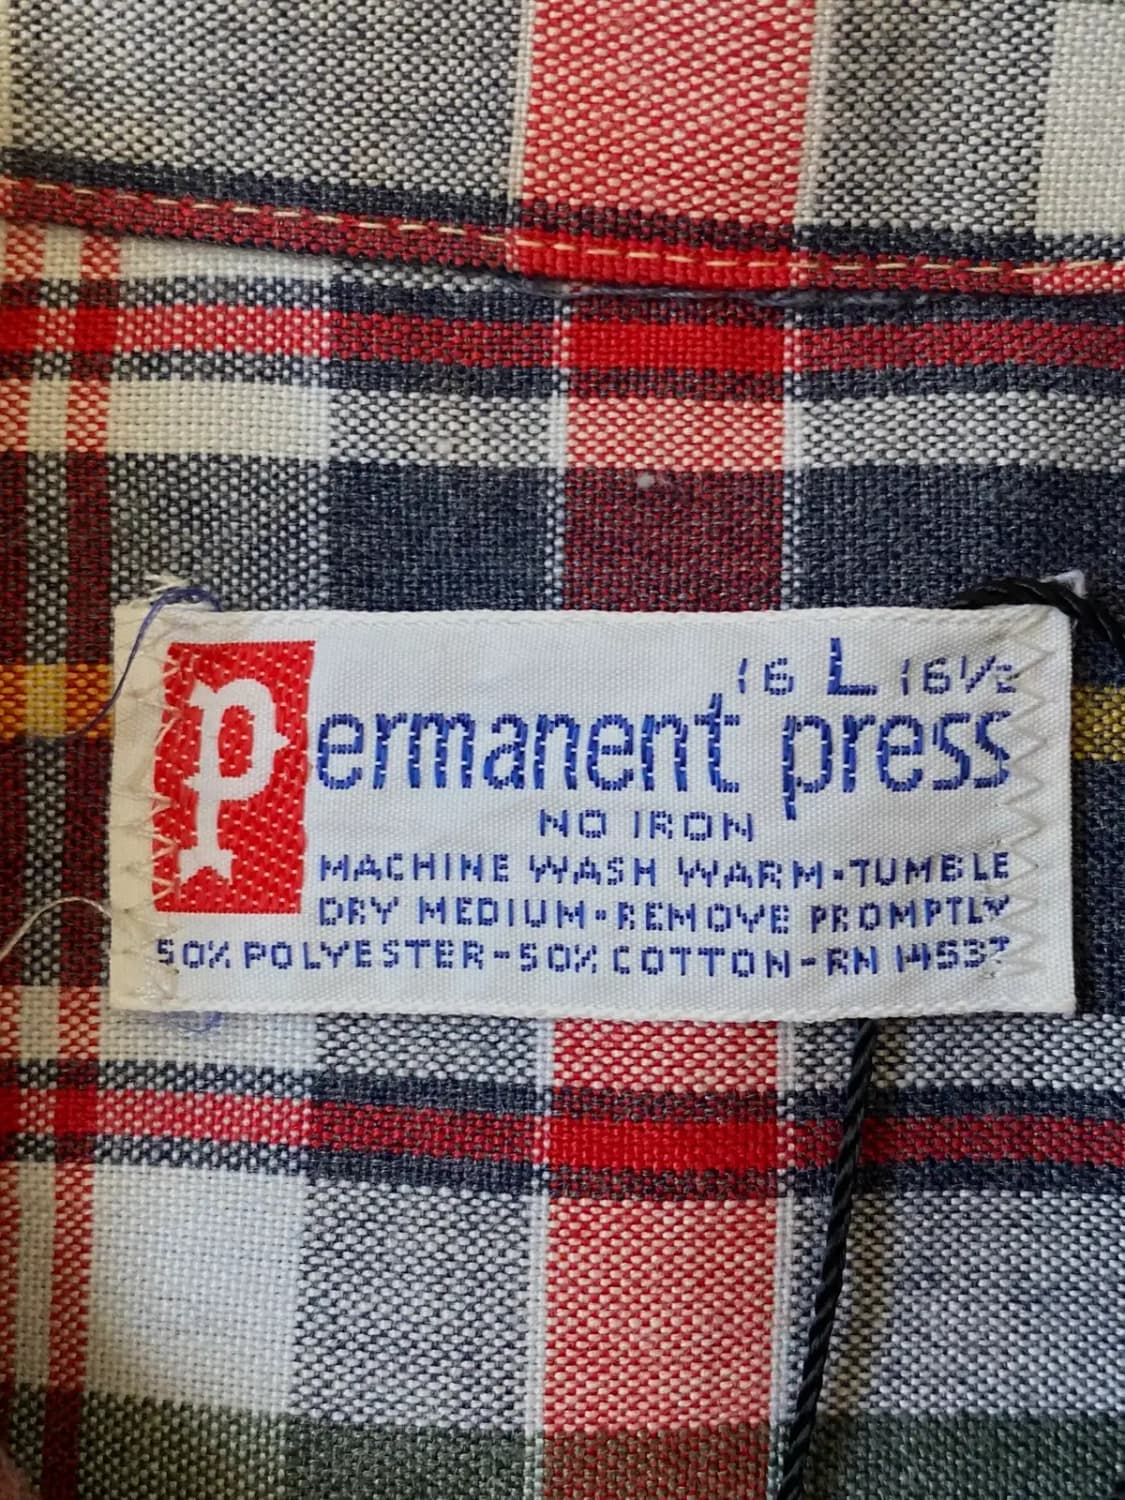 16 L 16½
Permanent press
NO IRON
MACHINE WASH WARM-TUMBLE
DRY MEDIUM-REMOVE PROMPTLY
50% POLYESTER-50% COTTON-RN